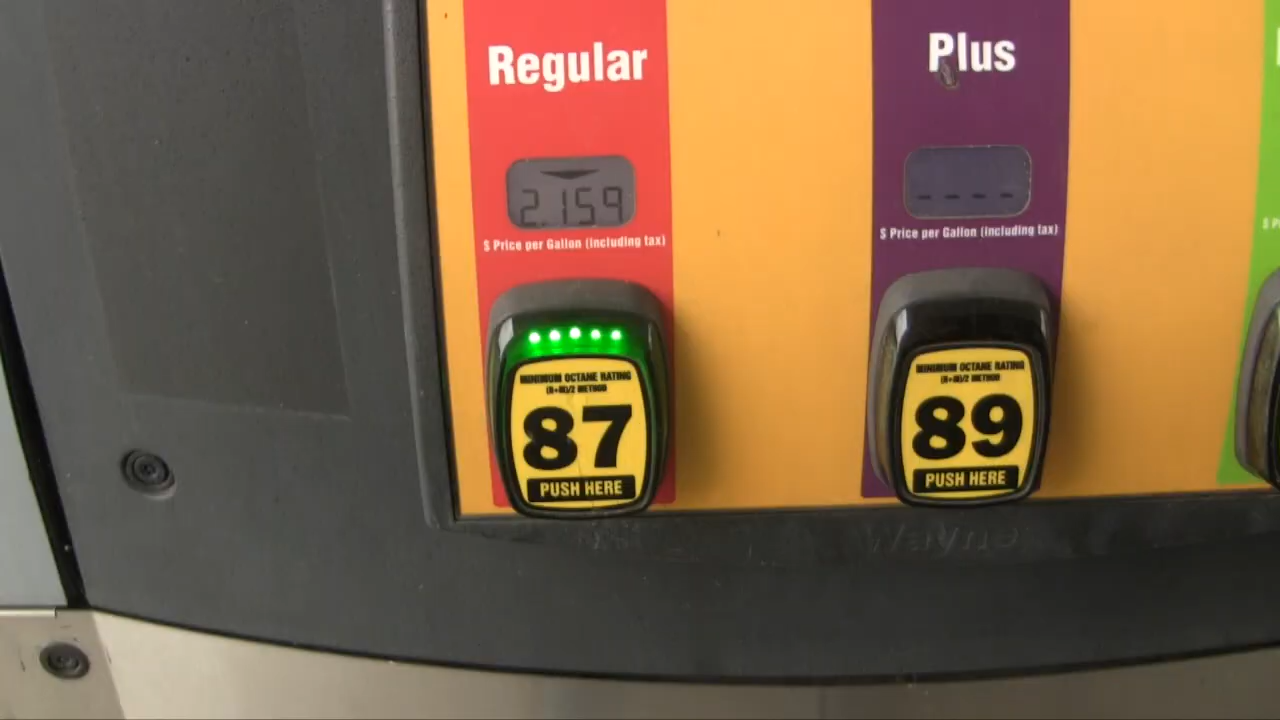 Regular
2.159
$ Price per Gallon (including tax)
MINIMUM OCTANE RATING
(R+M)/2 METHOD
87
PUSH HERE
Plus
- - - -
$ Price per Gallon (including tax)
MINIMUM OCTANE RATING
(R+M)/2 METHOD
89
PUSH HERE
$ P
Wayne